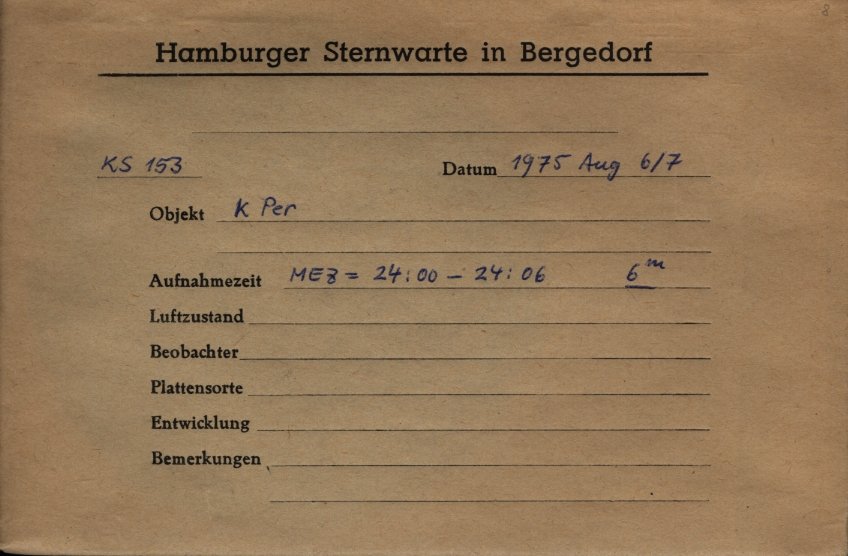 8
Hamburger Sternwarte in Bergedorf
KS 153 Datum 1975 Aug 6/7
Objekt K Per
Aufnahmezeit MEZ = 24:00 - 24:06 6m
Luftzustand
Beobachter
Plattensorte
Entwicklung
Bemerkungen